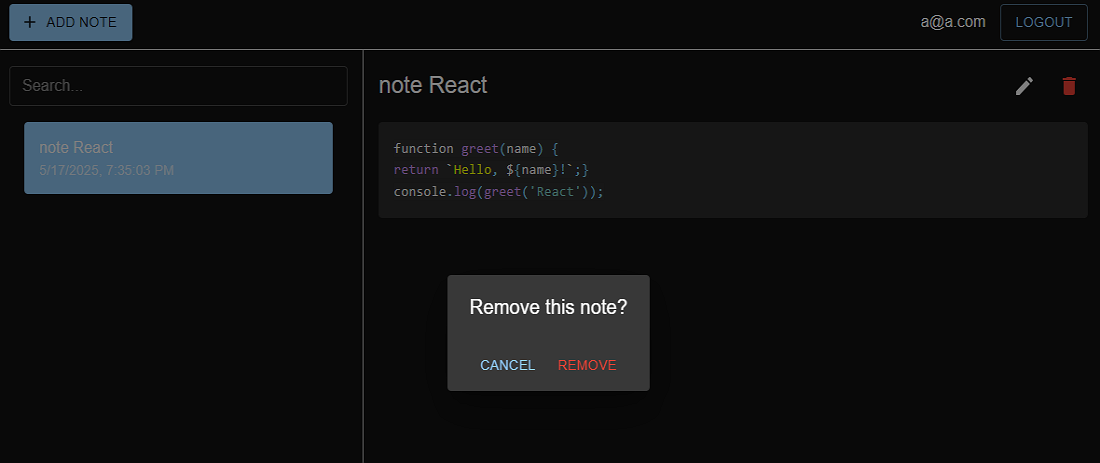 ADD NOTE
a@a.com
LOGOUT
Search...
note React
5/17/2025, 7:35:03 PM
note React
function greet(name) {
return `Hello, ${name}!`;}
console.log(greet('React'));
Remove this note?
CANCEL
REMOVE